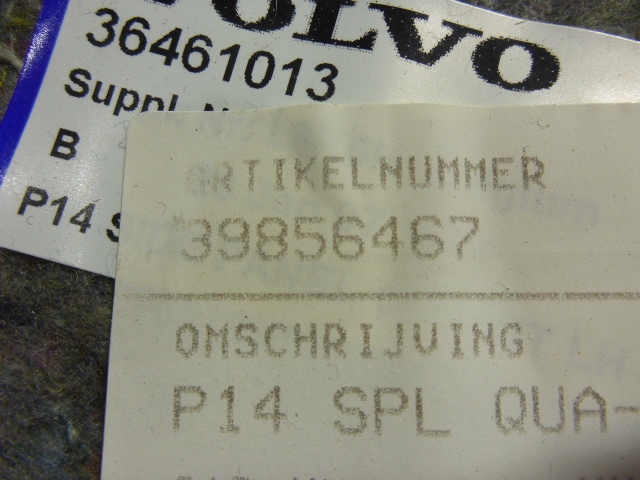 VOLVO
36461013
Suppl.
B
P14 S
ARTIKELNUMMER
39856467
OMSCHRIJVING
P14 SPL QUA-